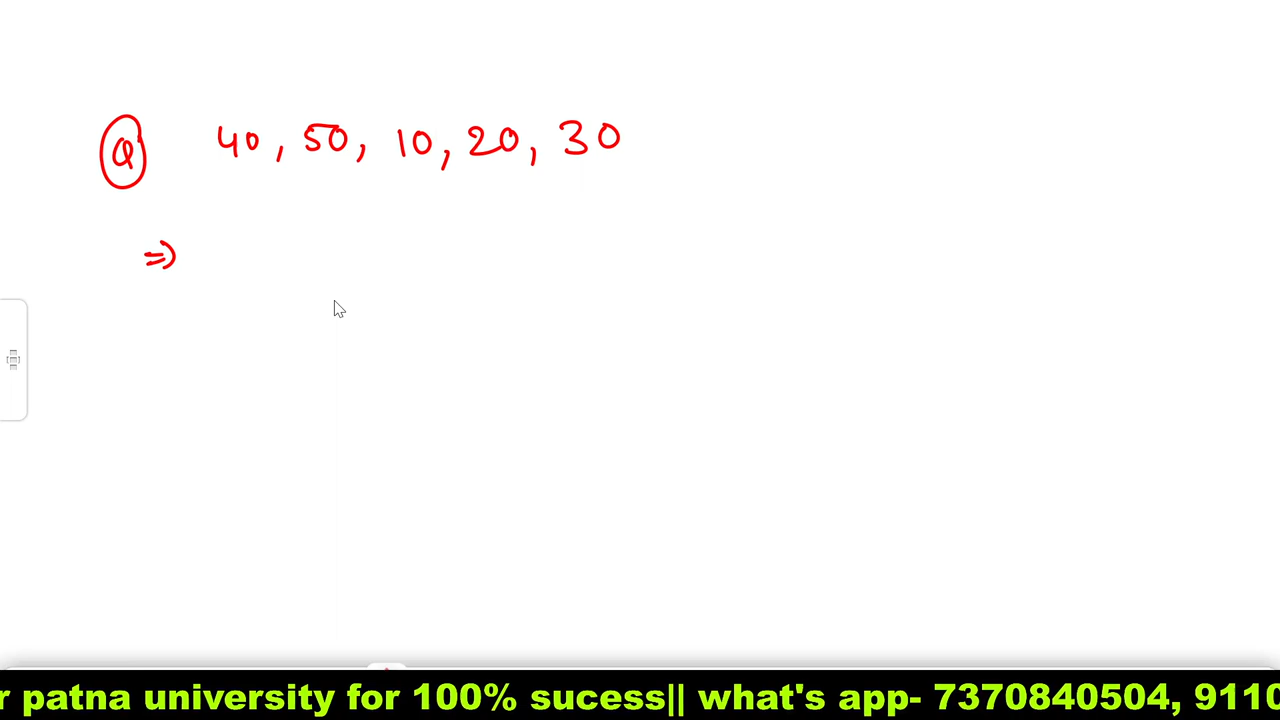 Q 40, 50, 10, 20, 30
⇒
r patna university for 100% sucess|| what's app- 7370840504, 9110